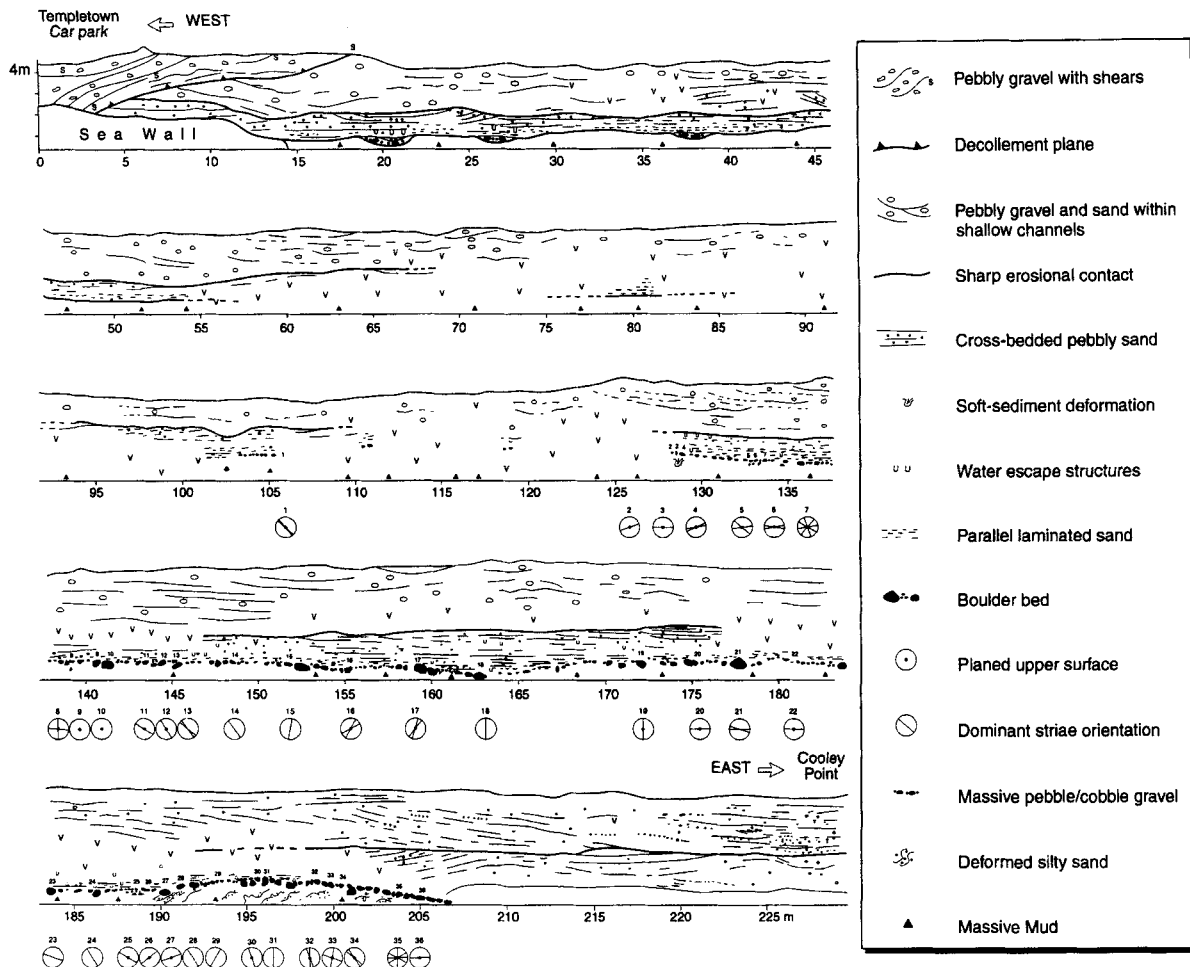 Templetown
Car park
WEST
4m
Sea Wall
0 5 10 15 20 25 30 35 40 45
50 55 60 65 70 75 80 85 90
95 100 105 110 115 120 125 130 135
1 2 3 4 5 6 7
140 145 150 155 160 165 170 175 180
8 9 10 11 12 13 14 15 16 17 18 19 20 21 22
EAST
Cooley
Point
185 190 195 200 205 210 215 220 225 m
23 24 25 26 27 28 29 30 31 32 33 34 35 36
Pebbly gravel with shears
Decollement plane
Pebbly gravel and sand within
shallow channels
Sharp erosional contact
Cross-bedded pebbly sand
Soft-sediment deformation
Water escape structures
Parallel laminated sand
Boulder bed
Planed upper surface
Dominant striae orientation
Massive pebble/cobble gravel
Deformed silty sand
Massive Mud